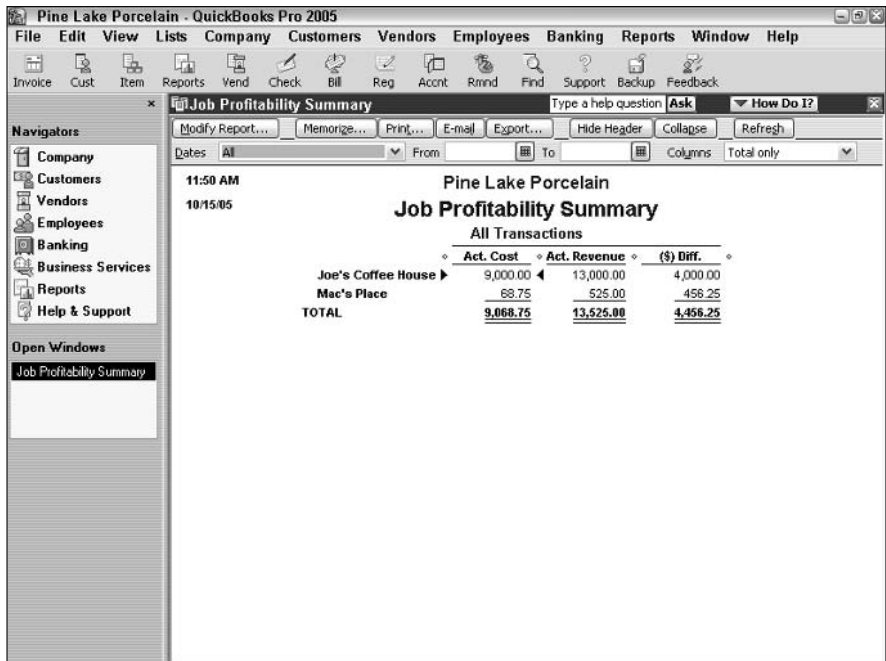 Pine Lake Porcelain - QuickBooks Pro 2005
File Edit View Lists Company Customers Vendors Employees Banking Reports Window Help
Invoice Cust Item Reports Vend Check Bill Reg Accnt Rmnd Find Support Backup Feedback
Job Profitability Summary Type a help question Ask How Do I?
Navigators
Company
Customers
Vendors
Employees
Banking
Business Services
Reports
Help & Support
Open Windows
Job Profitability Summary
Modify Report... Memorize... Print... E-mail Export... Hide Header Collapse Refresh
Dates All From To Columns Total only
11:50 AM Pine Lake Porcelain
10/15/05 Job Profitability Summary
All Transactions
Act. Cost Act. Revenue ($) Diff.
Joe's Coffee House 9,000.00 13,000.00 4,000.00
Mac's Place 68.75 525.00 456.25
TOTAL 9,068.75 13,525.00 4,456.25